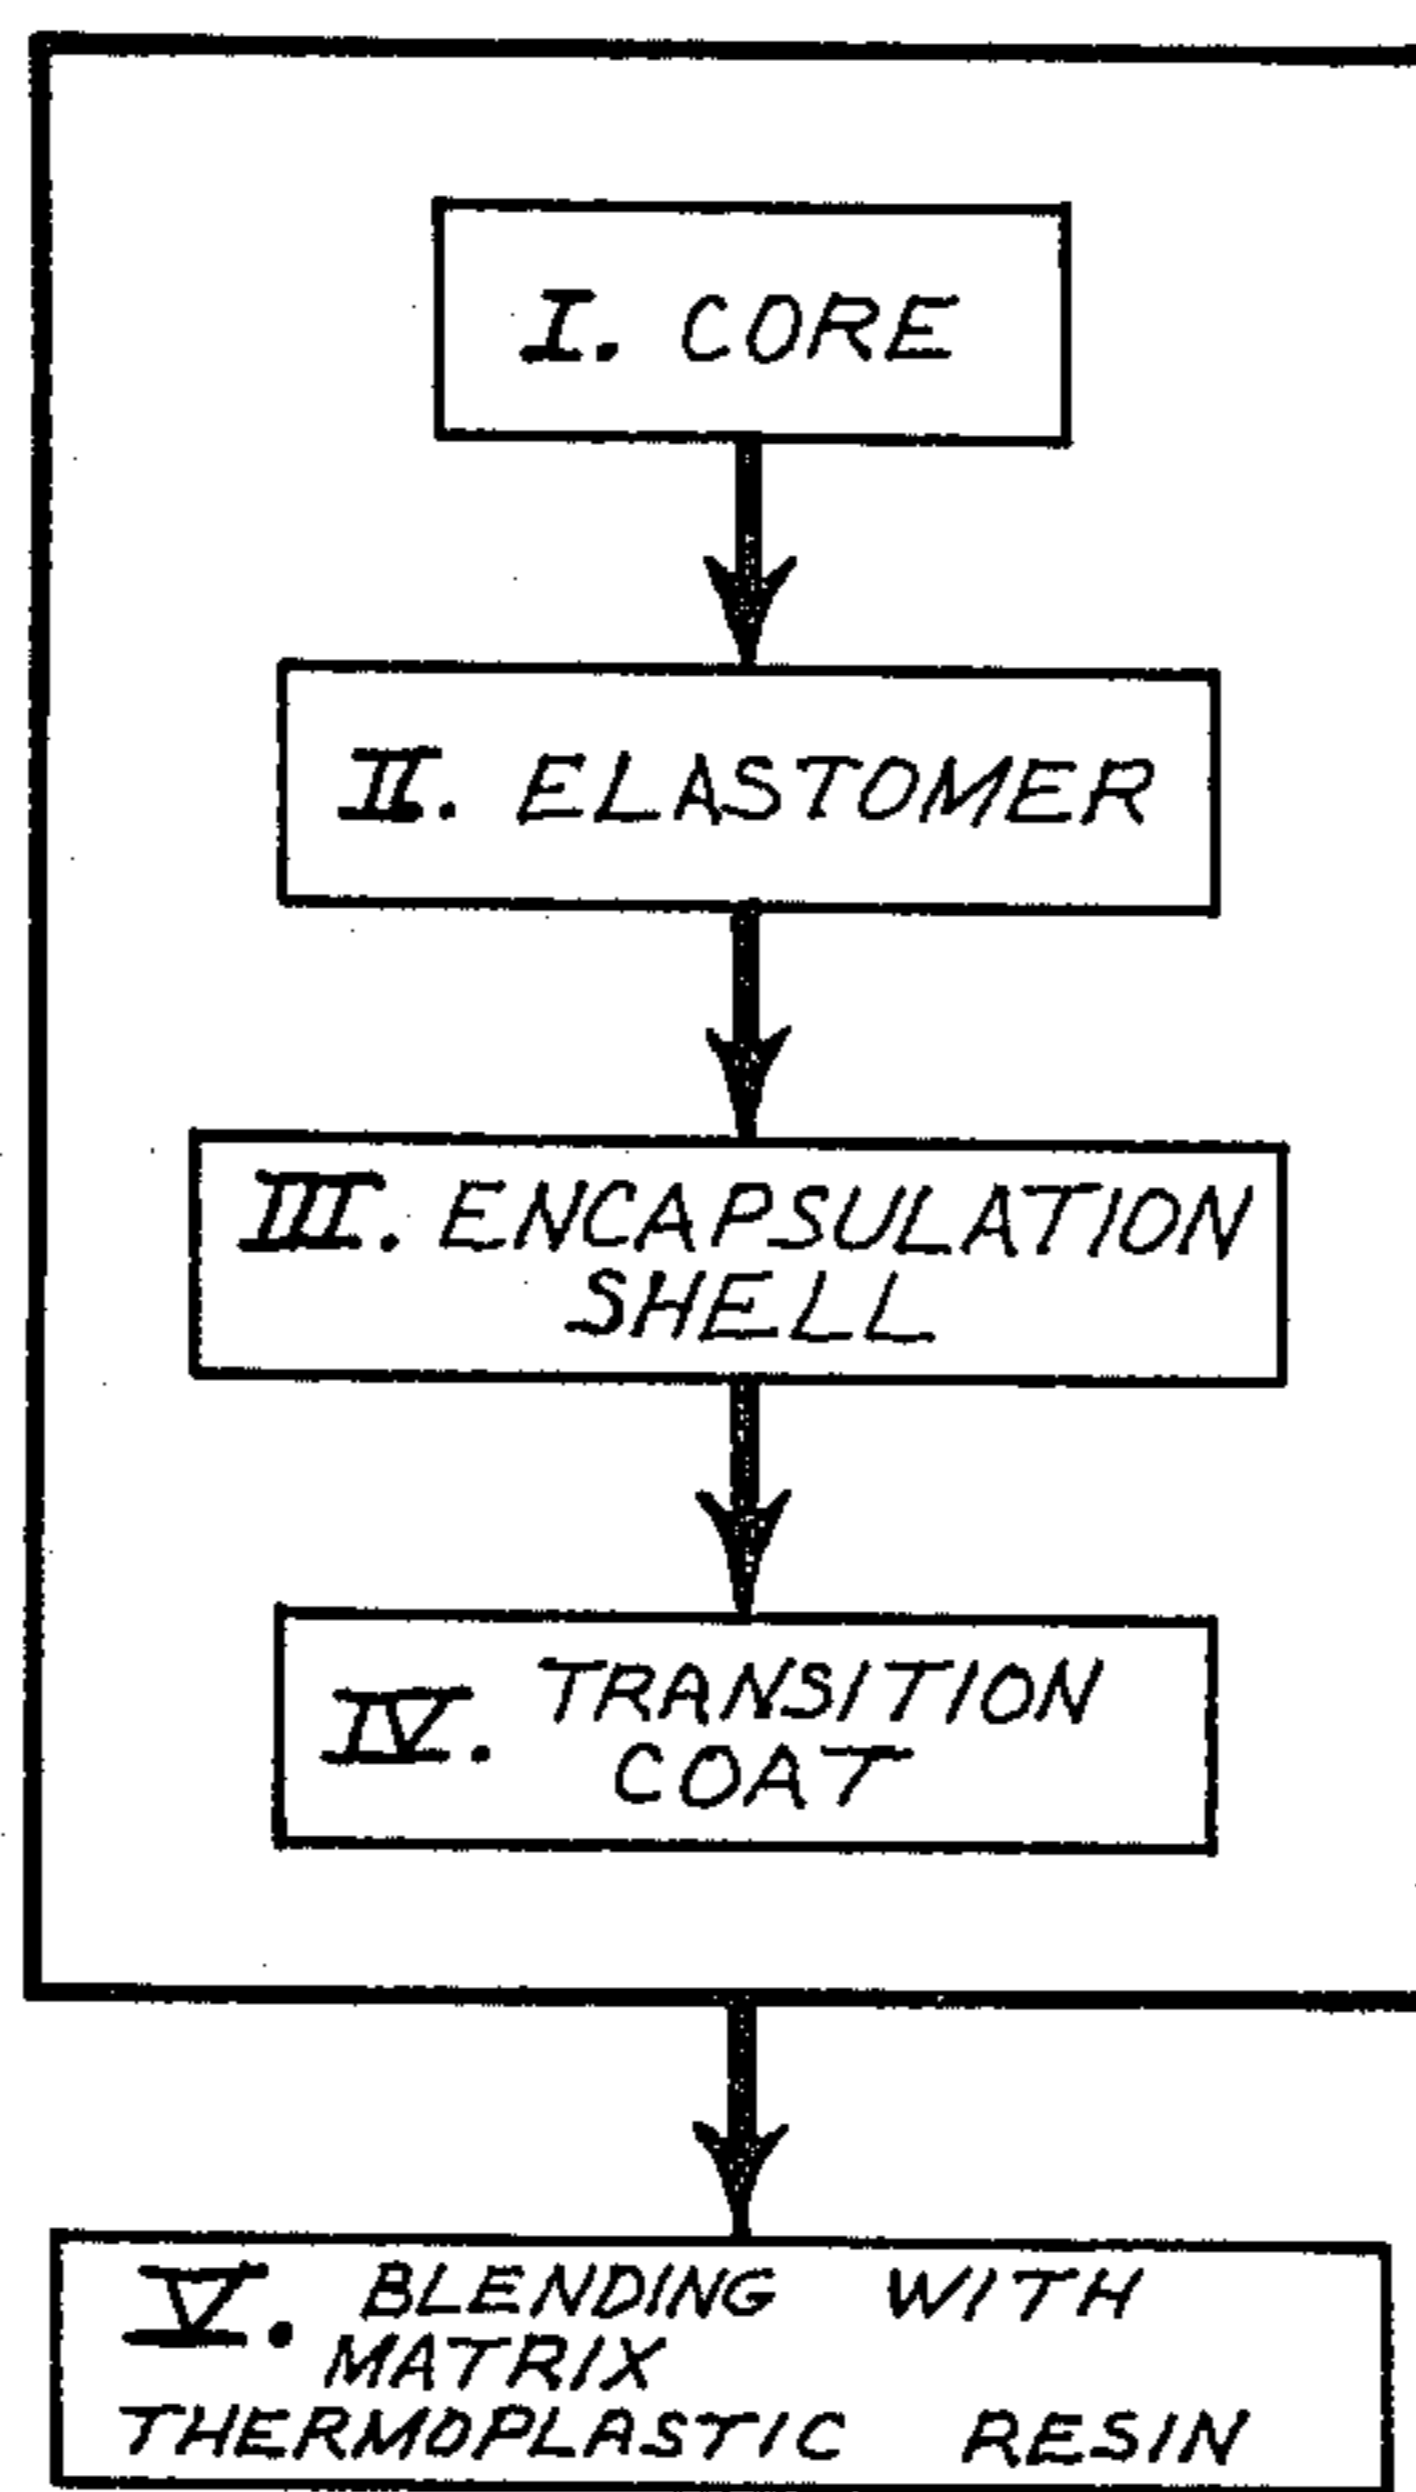 I. CORE
II. ELASTOMER
III. ENCAPSULATION
SHELL
IV. TRANSITION
COAT
V. BLENDING WITH
MATRIX
THERMOPLASTIC RESIN